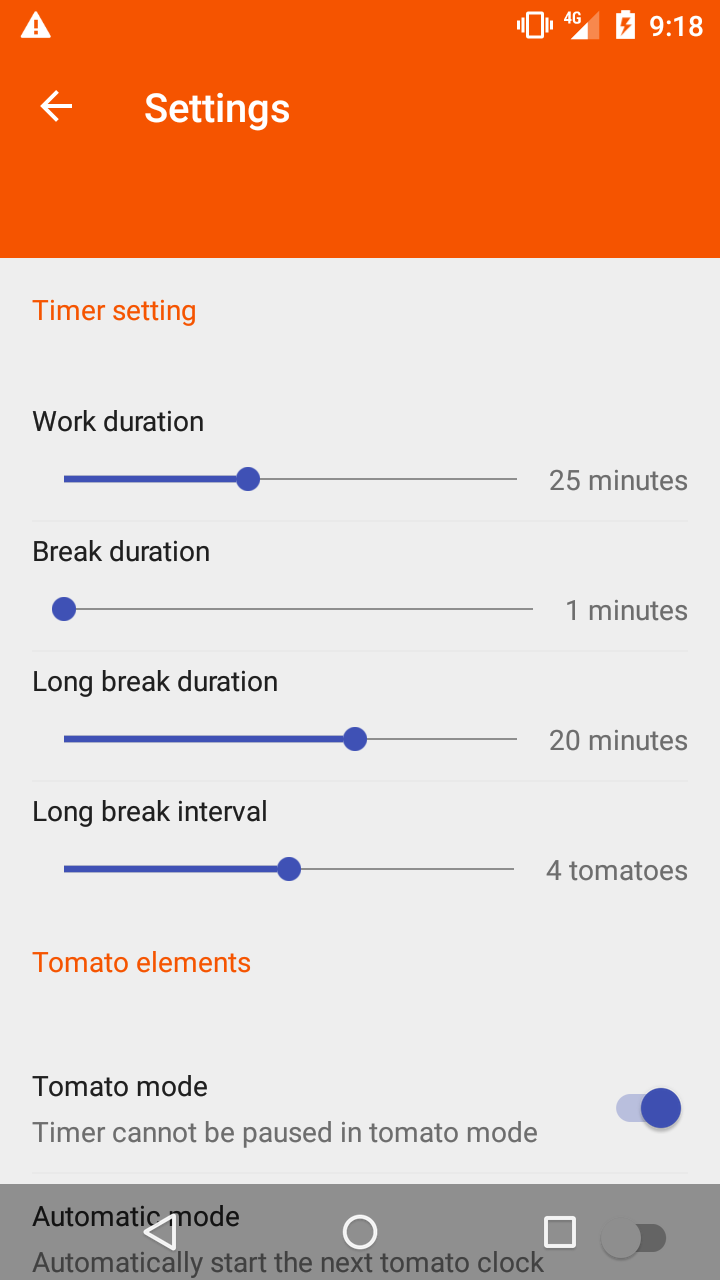 4G 9:18
Settings
Timer setting
Work duration
25 minutes
Break duration
1 minutes
Long break duration
20 minutes
Long break interval
4 tomatoes
Tomato elements
Tomato mode
Timer cannot be paused in tomato mode
Automatic mode
Automatically start the next tomato clock